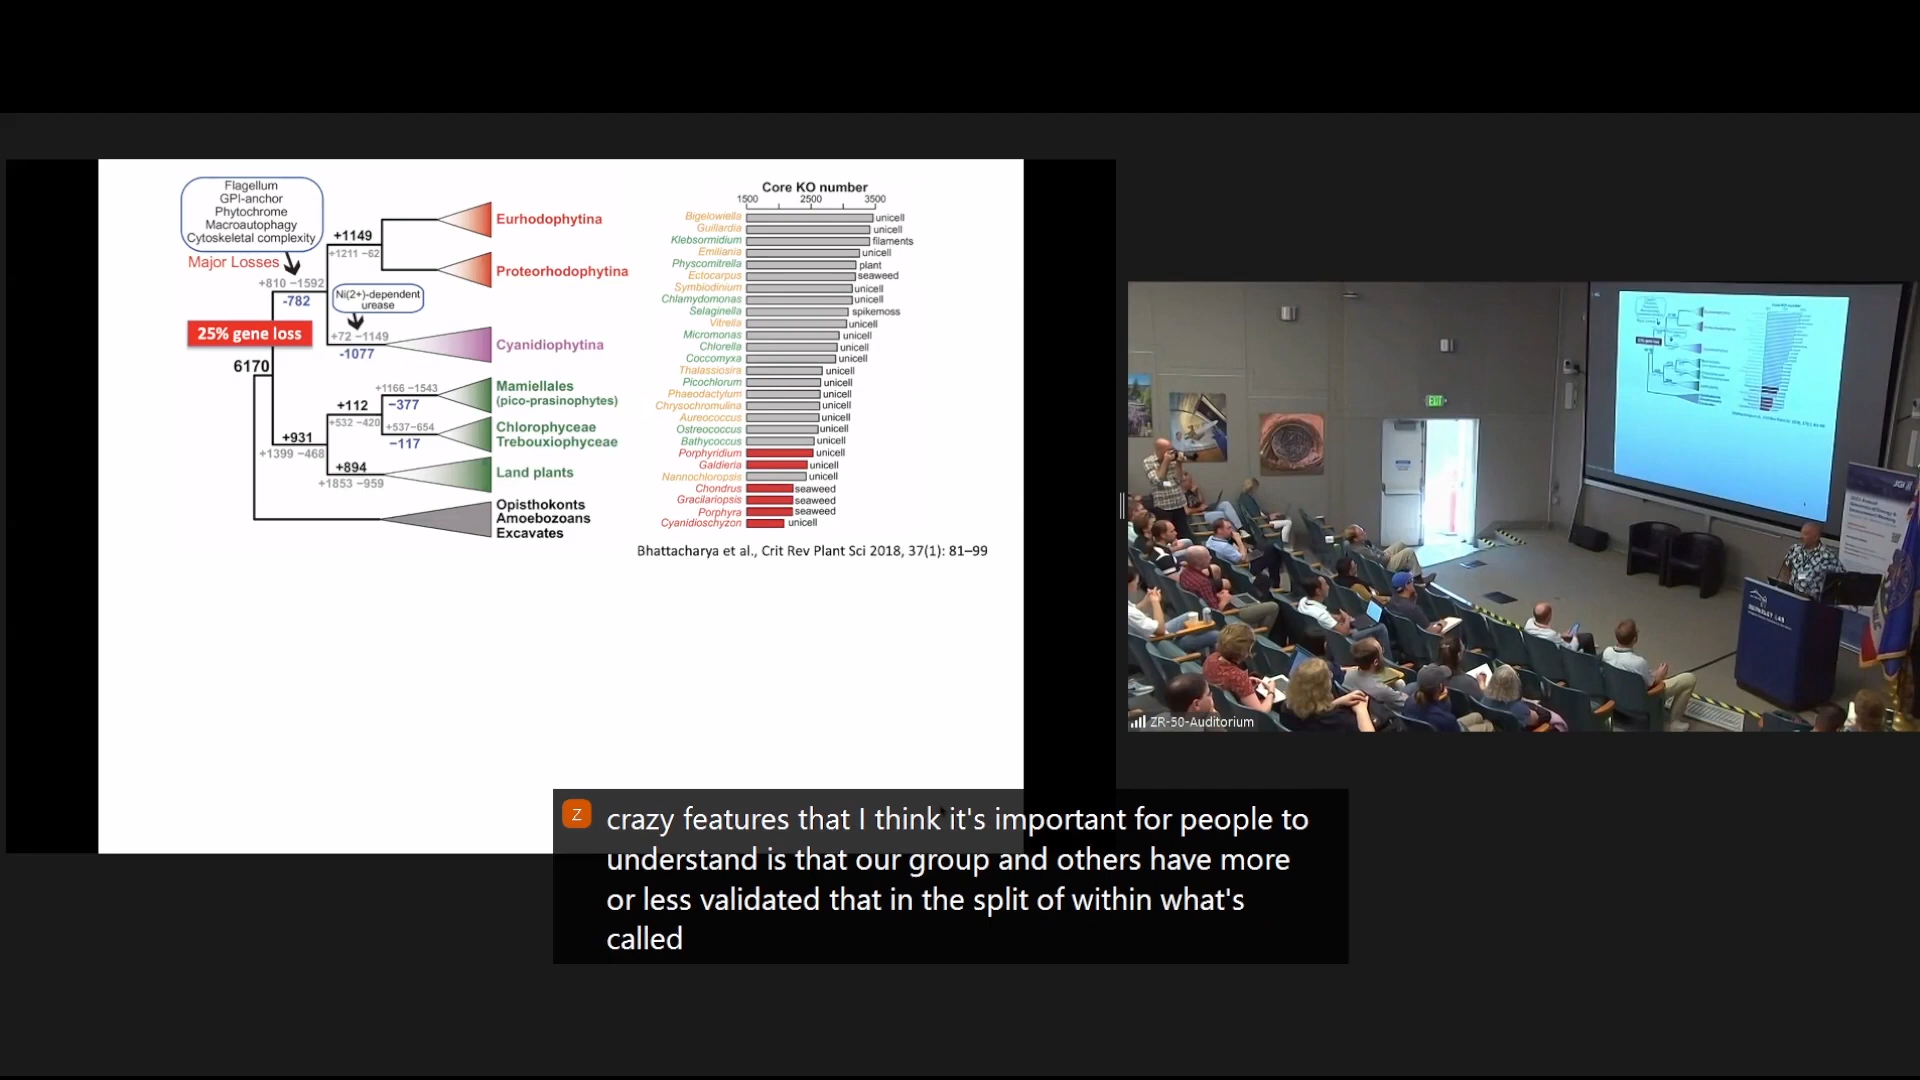 Flagellum
GPI-anchor
Phytochrome
Macroautophagy
Cytoskeletal complexity
Major Losses
+810 −1592
-782
25% gene loss
6170
+1149
+1211 −62
Ni(2+)-dependent
urease
+72 −1149
-1077
+1166 −1543
−377
+112
+532 −420
+537−654
−117
+931
+1399 −468
+894
+1853 −959
Eurhodophytina
Proteorhodophytina
Cyanidiophytina
Mamiellales
(pico-prasinophytes)
Chlorophyceae
Trebouxiophyceae
Land plants
Opisthokonts
Amoebozoans
Excavates
Core KO number
1500 2500 3500
Bigelowiella unicell
Guillardia unicell
Klebsormidium filaments
Emiliania unicell
Physcomitrella plant
Ectocarpus seaweed
Symbiodinium unicell
Chlamydomonas unicell
Selaginella spikemoss
Vitrella unicell
Micromonas unicell
Chlorella unicell
Coccomyxa unicell
Thalassiosira unicell
Picochlorum unicell
Phaeodactylum unicell
Chrysochromulina unicell
Aureococcus unicell
Ostreococcus unicell
Bathycoccus unicell
Porphyridium unicell
Galdieria unicell
Nannochloropsis unicell
Chondrus seaweed
Gracilariopsis seaweed
Porphyra seaweed
Cyanidioschyzon unicell
Bhattacharya et al., Crit Rev Plant Sci 2018, 37(1): 81–99
EXIT
JGI
BERKELEY LAB
ZR-50-Auditorium
Z
crazy features that I think it's important for people to
understand is that our group and others have more
or less validated that in the split of within what's
called